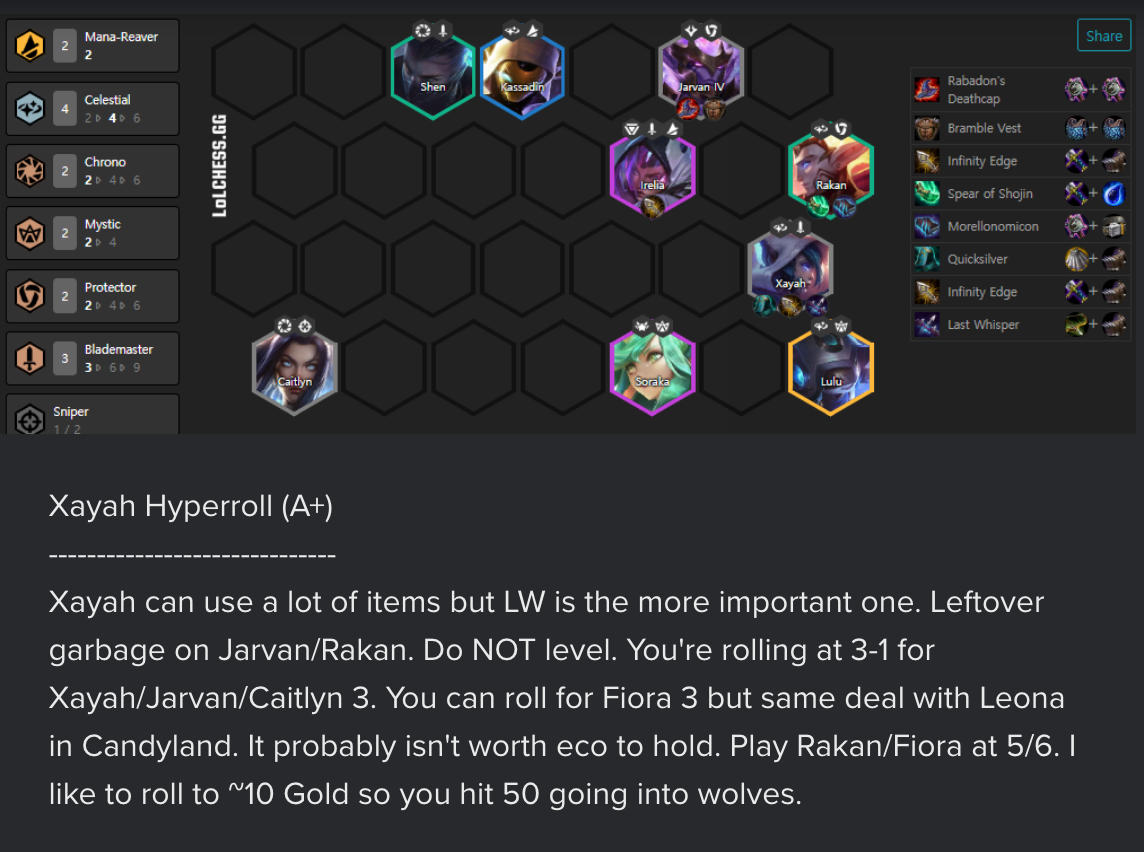 2
Mana-Reaver
2
4
Celestial
2 4 6
2
Chrono
2 4 6
2
Mystic
2 4
2
Protector
2 4 6
3
Blademaster
3 6 9
Sniper
1 / 2
LoLCHESS.GG
Shen
Kassadin
Jarvan IV
Irelia
Rakan
Xayah
Caitlyn
Soraka
Lulu
Share
Rabadon's
Deathcap
+
Bramble Vest
+
Infinity Edge
+
Spear of Shojin
+
Morellonomicon
+
Quicksilver
+
Infinity Edge
+
Last Whisper
+
Xayah Hyperroll (A+)
------------------------------
Xayah can use a lot of items but LW is the more important one. Leftover
garbage on Jarvan/Rakan. Do NOT level. You're rolling at 3-1 for
Xayah/Jarvan/Caitlyn 3. You can roll for Fiora 3 but same deal with Leona
in Candyland. It probably isn't worth eco to hold. Play Rakan/Fiora at 5/6. I
like to roll to ~10 Gold so you hit 50 going into wolves.